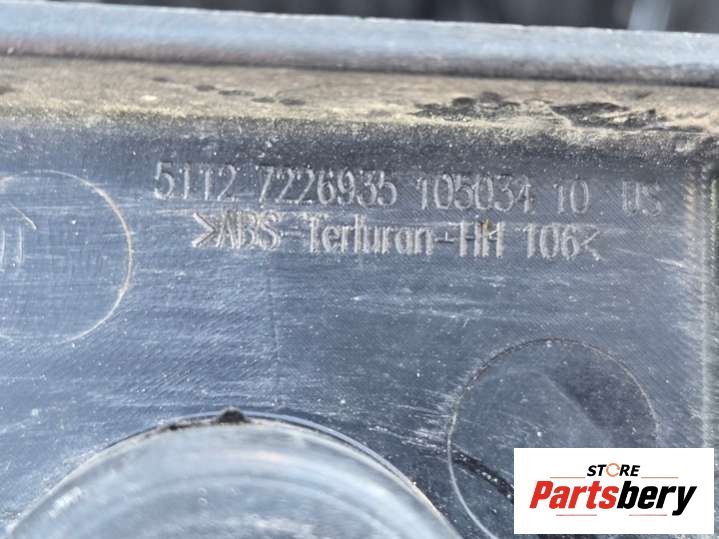 51 12 7226935 105034 10 US
>ABS-Terluran-HH 106<
STORE
Partsbery